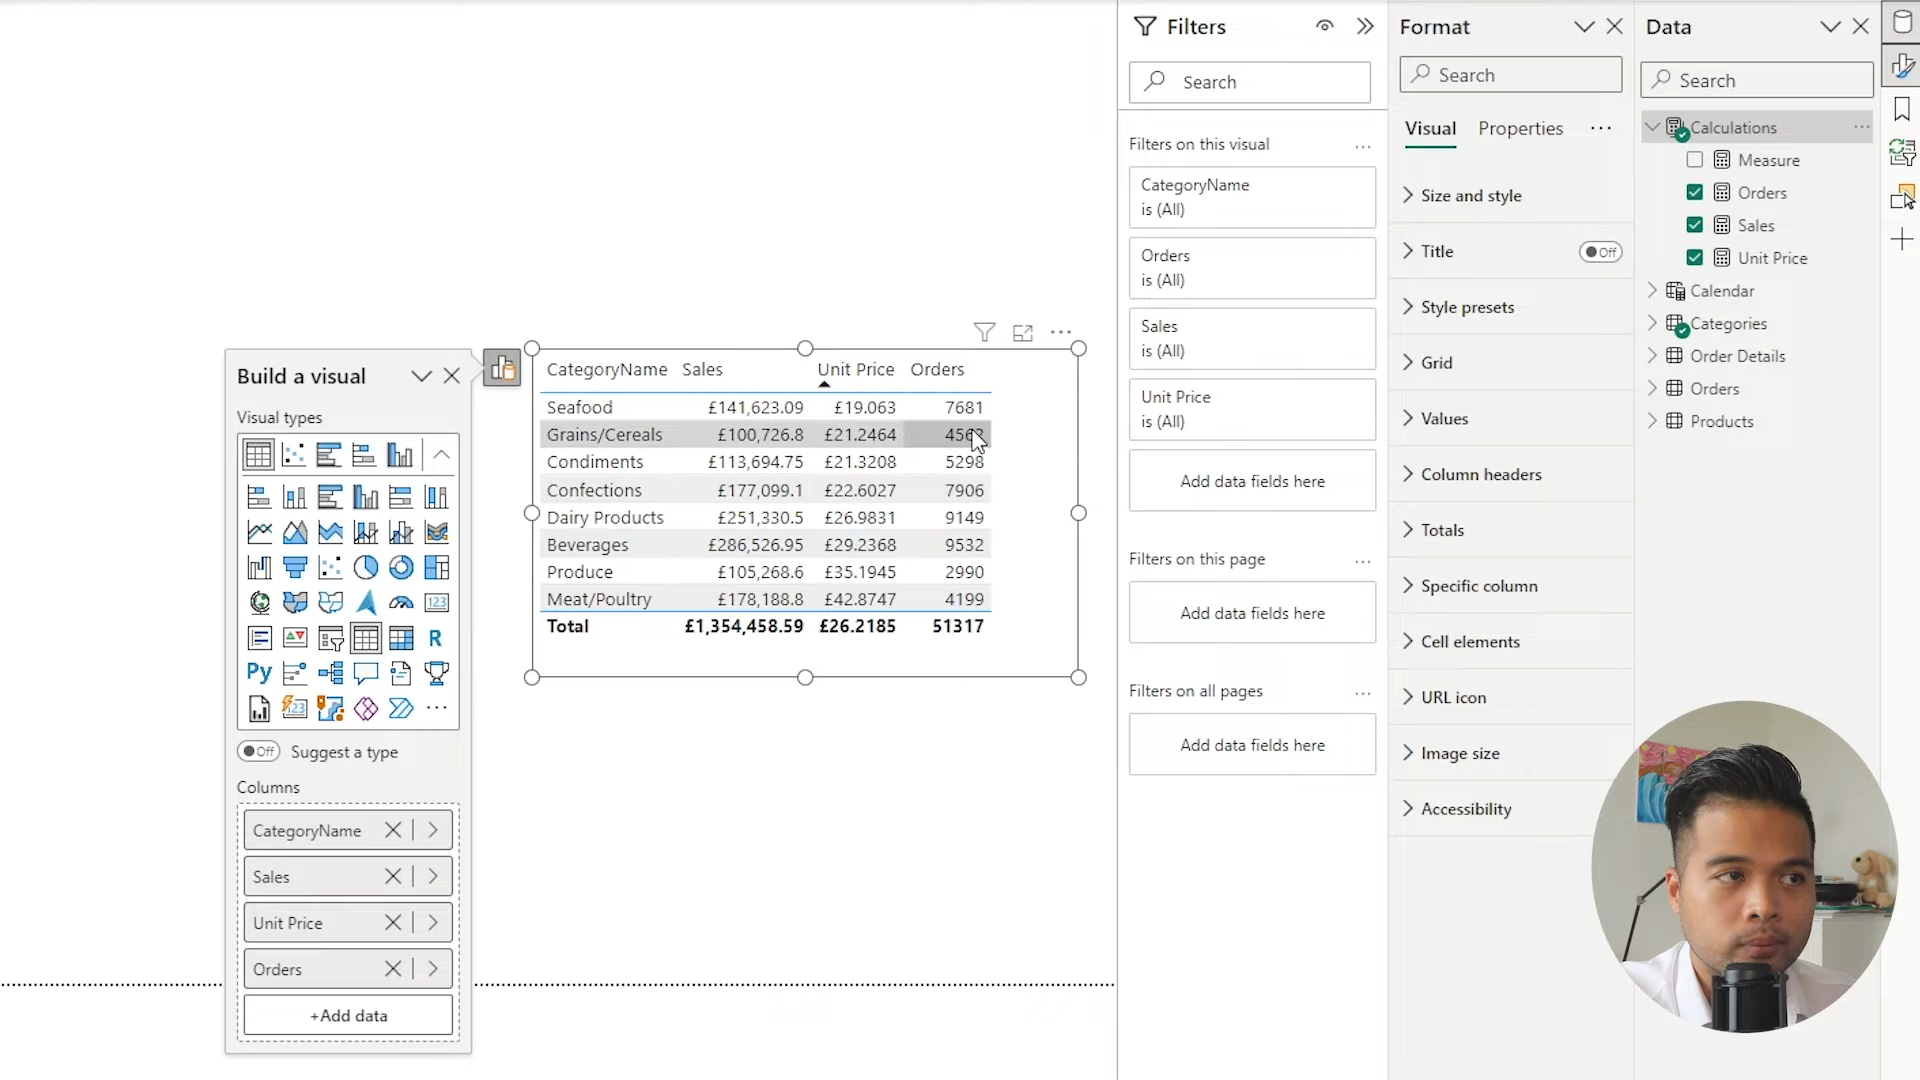 Build a visual
Visual types
123
R
Py
123
Off Suggest a type
Columns
CategoryName
Sales
Unit Price
Orders
+Add data
CategoryName Sales Unit Price Orders
Seafood £141,623.09 £19.063 7681
Grains/Cereals £100,726.8 £21.2464
Condiments £113,694.75 £21.3208 5298
Confections £177,099.1 £22.6027 7906
Dairy Products £251,330.5 £26.9831 9149
Beverages £286,526.95 £29.2368 9532
Produce £105,268.6 £35.1945 2990
Meat/Poultry £178,188.8 £42.8747 4199
Total £1,354,458.59 £26.2185 51317
Filters
Search
Filters on this visual
CategoryName
is (All)
Orders
is (All)
Sales
is (All)
Unit Price
is (All)
Add data fields here
Filters on this page
Add data fields here
Filters on all pages
Add data fields here
Format
Search
Visual Properties
Size and style
Title Off
Style presets
Grid
Values
Column headers
Totals
Specific column
Cell elements
URL icon
Image size
Accessibility
Data
Search
Calculations
Measure
Orders
Sales
Unit Price
Calendar
Categories
Order Details
Orders
Products